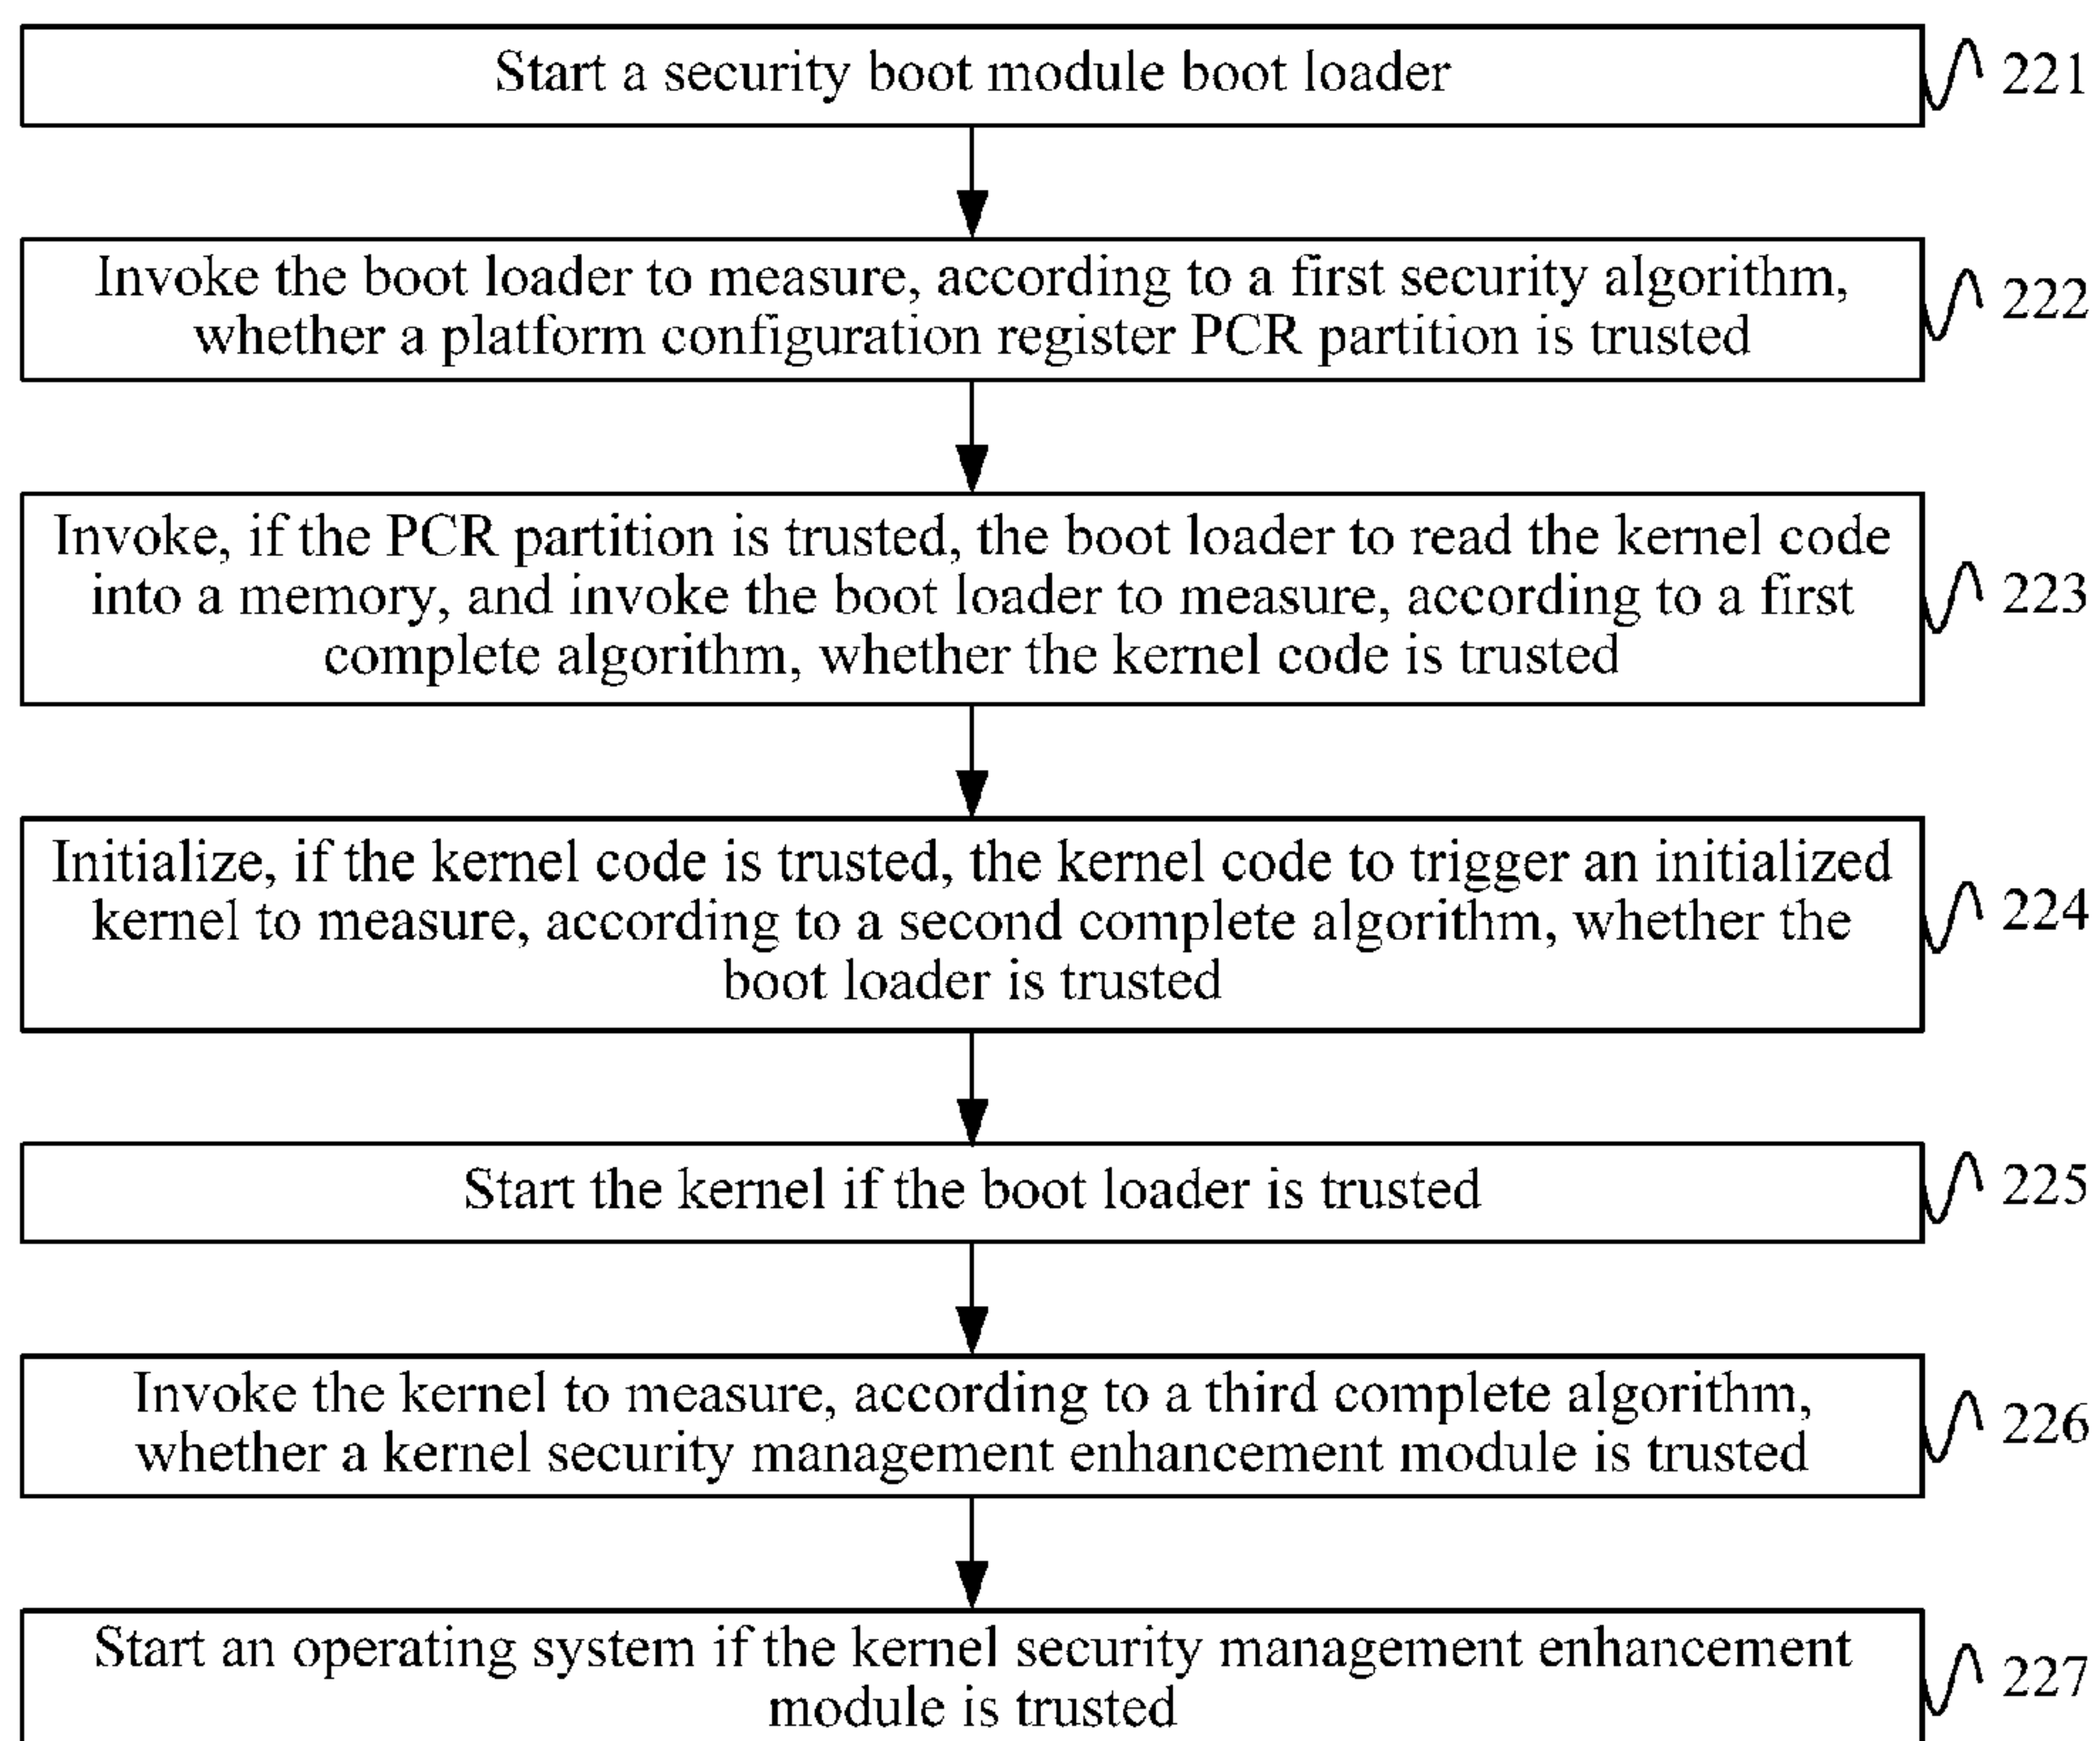 Start a security boot module boot loader
221
Invoke the boot loader to measure, according to a first security algorithm,
whether a platform configuration register PCR partition is trusted
222
Invoke, if the PCR partition is trusted, the boot loader to read the kernel code
into a memory, and invoke the boot loader to measure, according to a first
complete algorithm, whether the kernel code is trusted
223
Initialize, if the kernel code is trusted, the kernel code to trigger an initialized
kernel to measure, according to a second complete algorithm, whether the
boot loader is trusted
224
Start the kernel if the boot loader is trusted
225
Invoke the kernel to measure, according to a third complete algorithm,
whether a kernel security management enhancement module is trusted
226
Start an operating system if the kernel security management enhancement
module is trusted
227